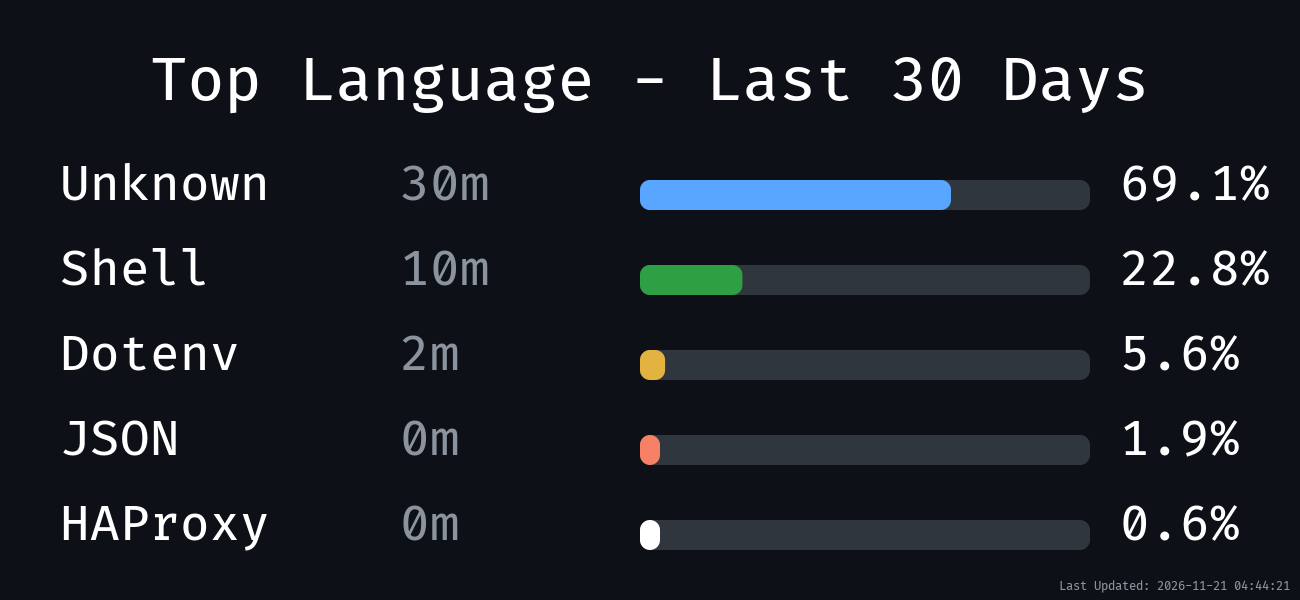 Top Language - Last 30 Days
Unknown 30m 69.1%
Shell 10m 22.8%
Dotenv 2m 5.6%
JSON 0m 1.9%
HAProxy 0m 0.6%
Last Updated: 2026-11-21 04:44:21